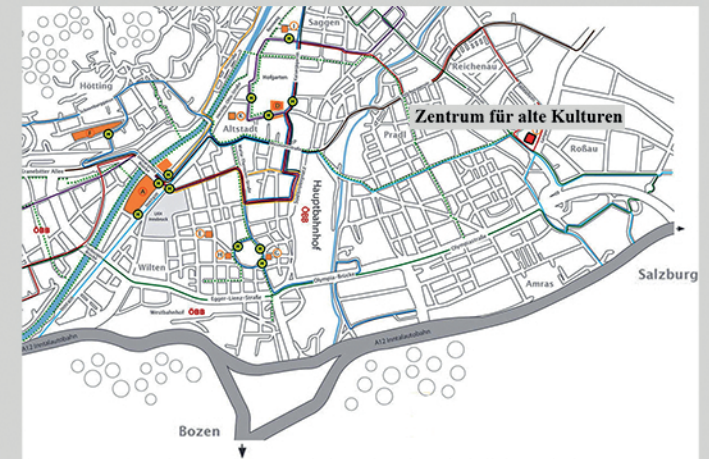 Saggen
Reichenau
Hötting
Hofgarten
D
Zentrum für alte Kulturen
Altstadt
Pradl
Roßau
Hauptbahnhof
ÖBB
A
ÖBB
Wilten
Olympiastraße
Olympia-Brücke
Salzburg
Amras
Egger-Lienz-Straße
Westbahnhof ÖBB
A12 Inntalautobahn
A12 Inntalautobahn
Bozen